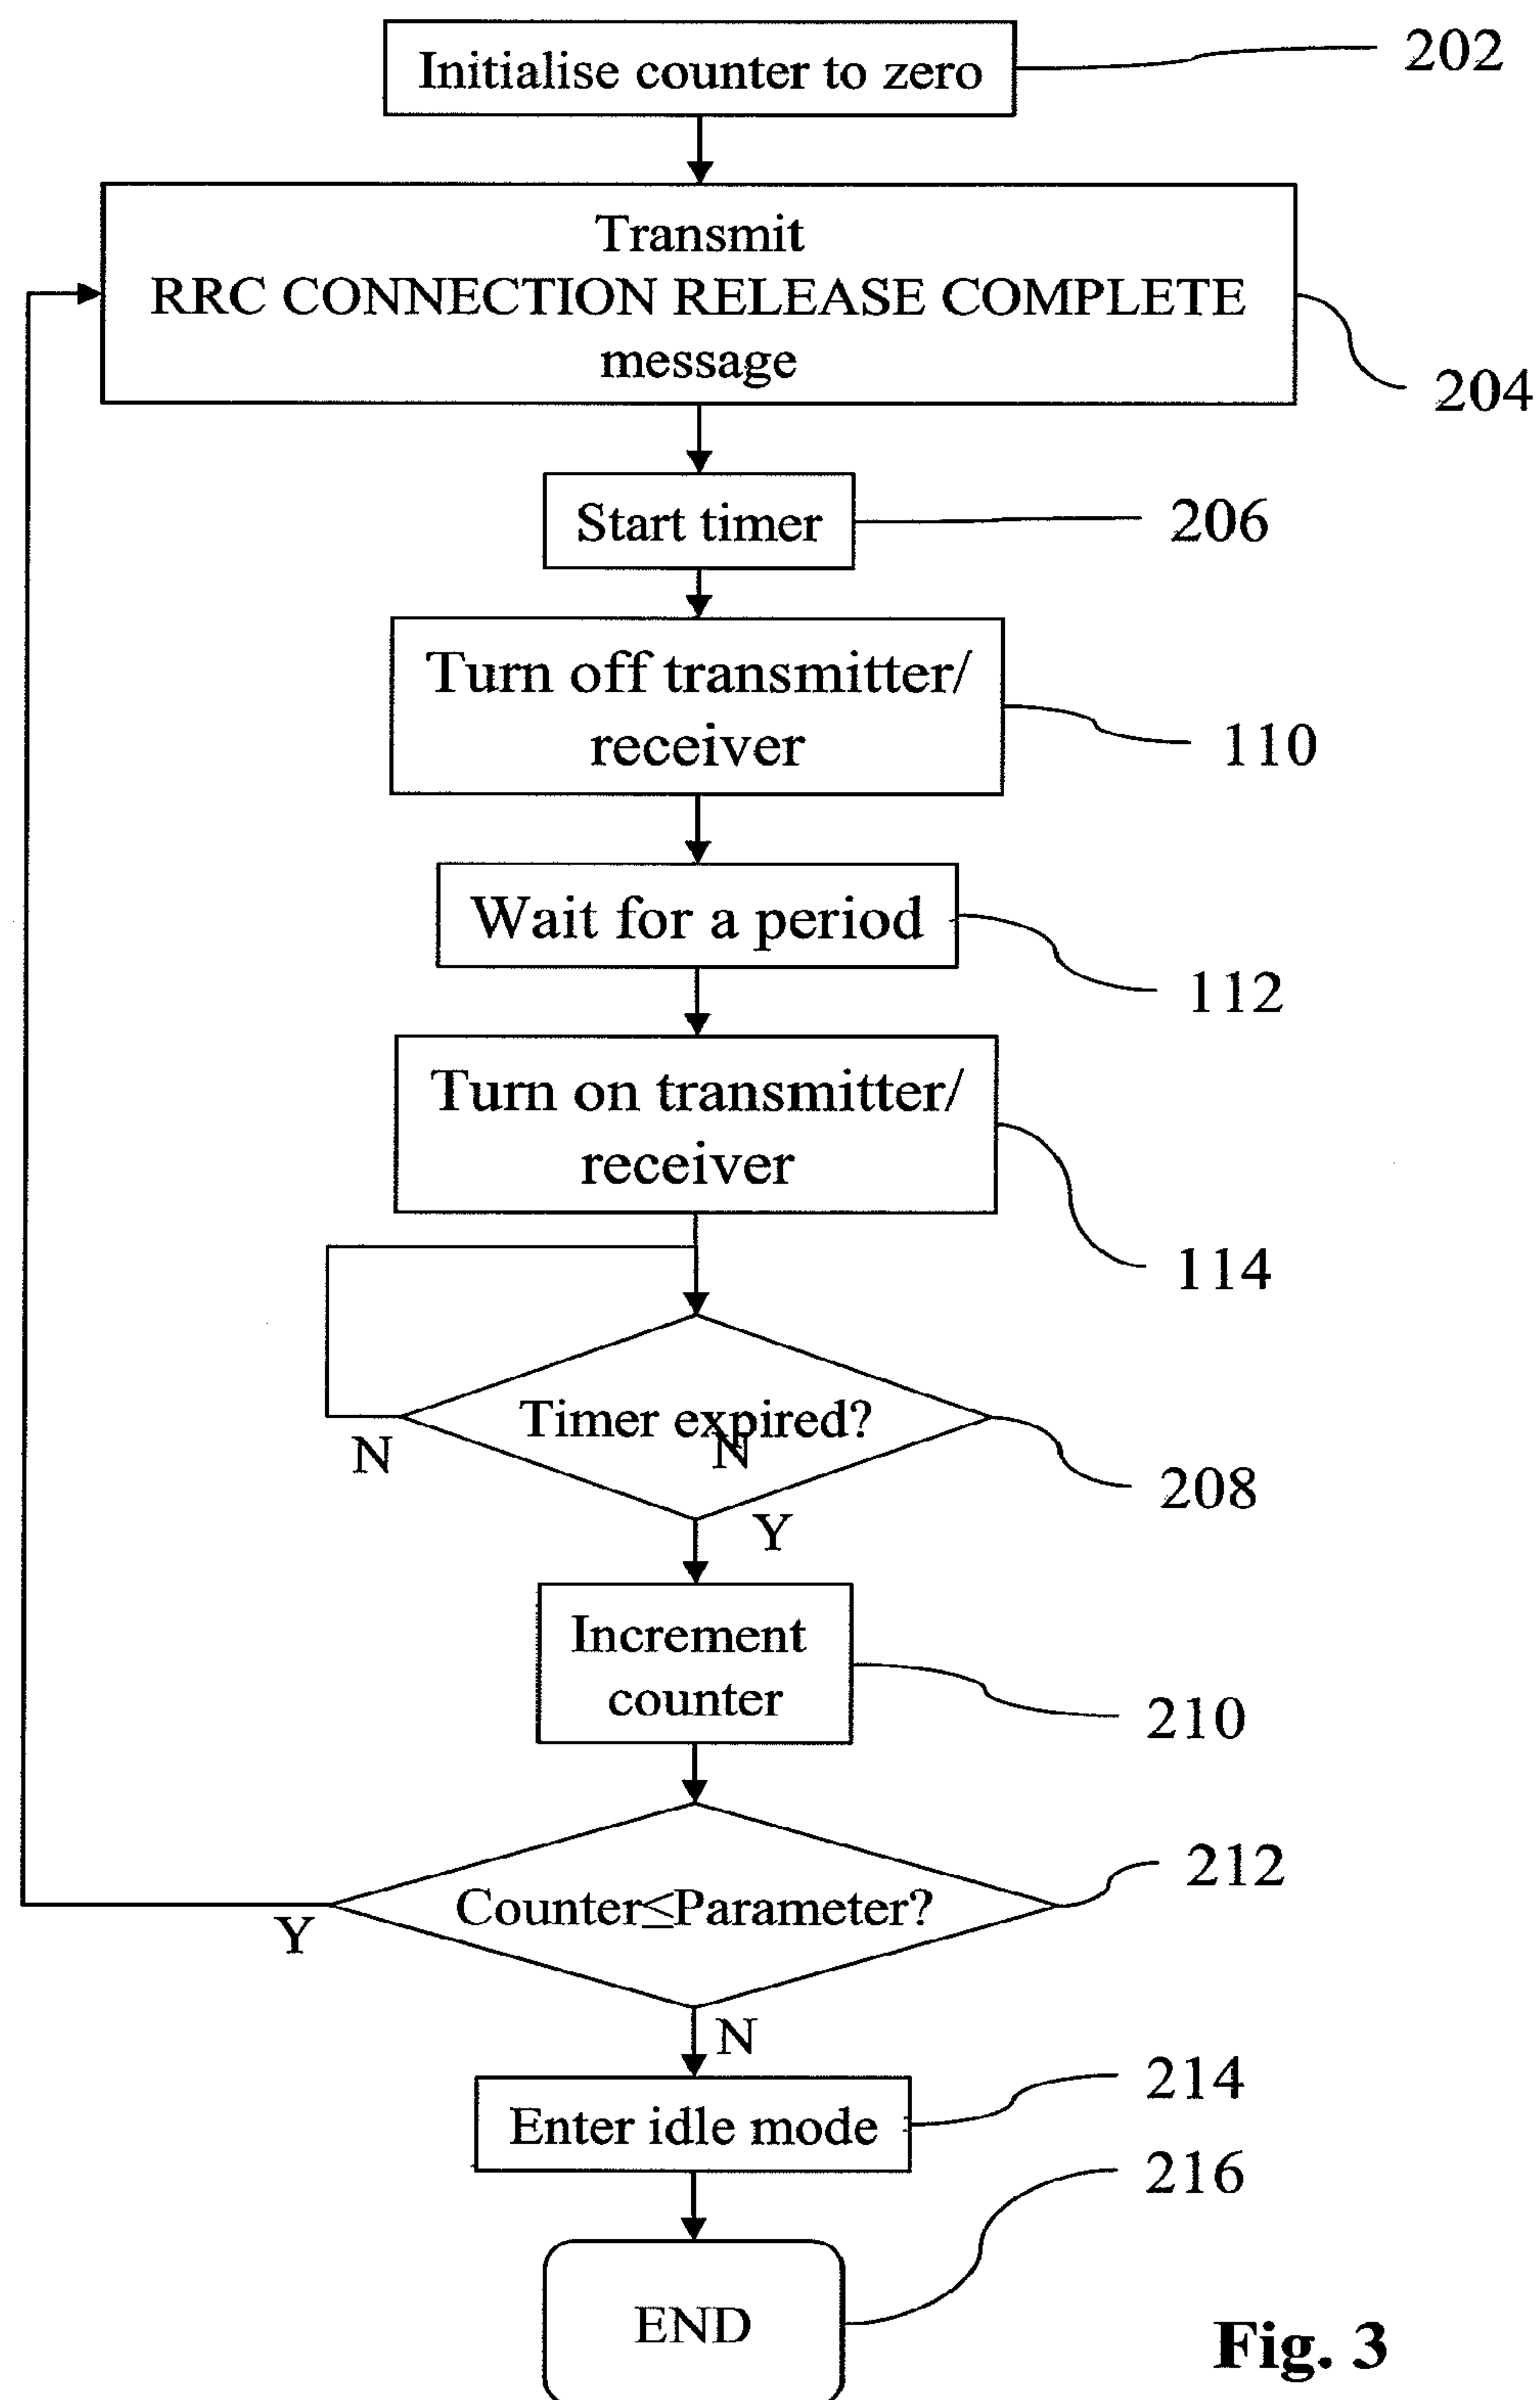 Initialise counter to zero
202
Transmit
RRC CONNECTION RELEASE COMPLETE
message
204
Start timer
206
Turn off transmitter/
receiver
110
Wait for a period
112
Turn on transmitter/
receiver
114
Timer expired?
N
N
208
Y
Increment
counter
210
Counter≤Parameter?
212
Y
N
Enter idle mode
214
END
216
Fig. 3